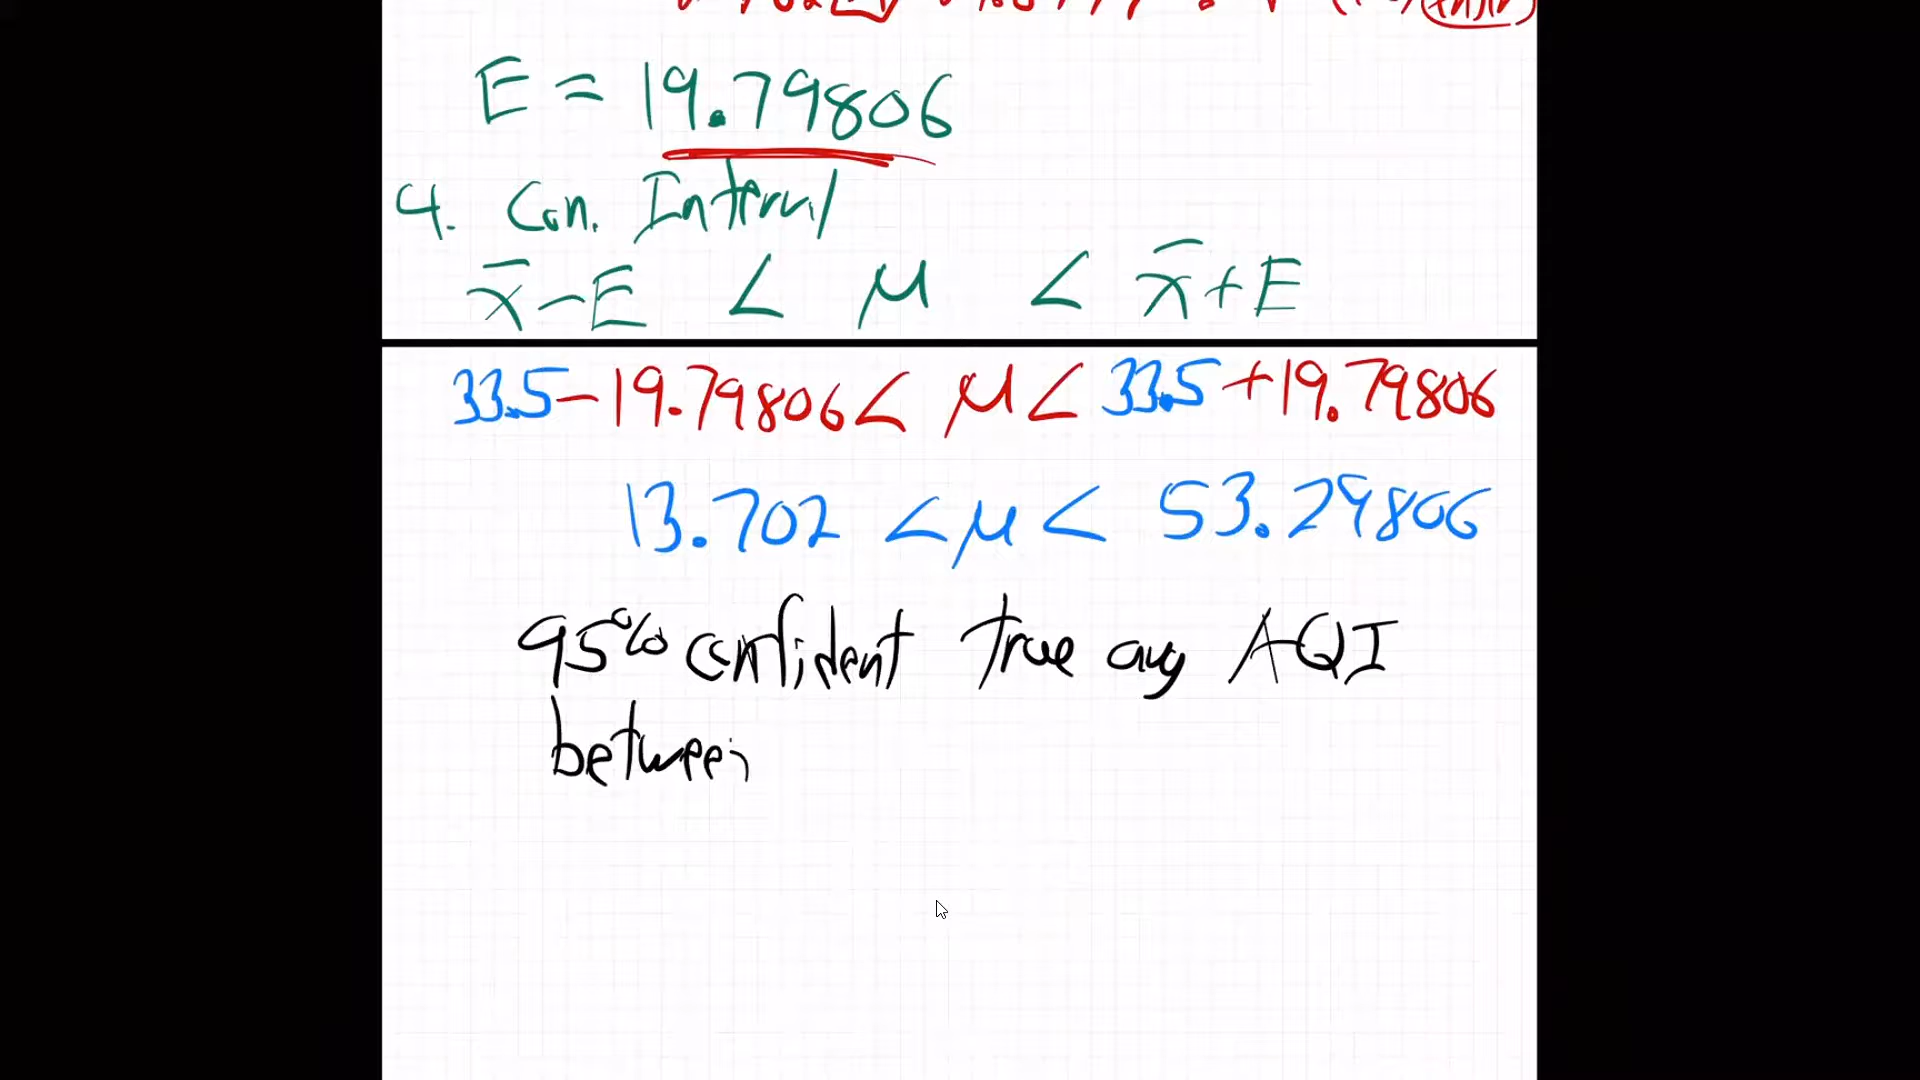 E = 19.79806
4. Con. Interval
x̄ - E < μ < x̄ + E
33.5 - 19.79806 < μ < 33.5 + 19.79806
13.702 < μ < 53.29806
95% confident true avg AQI
between